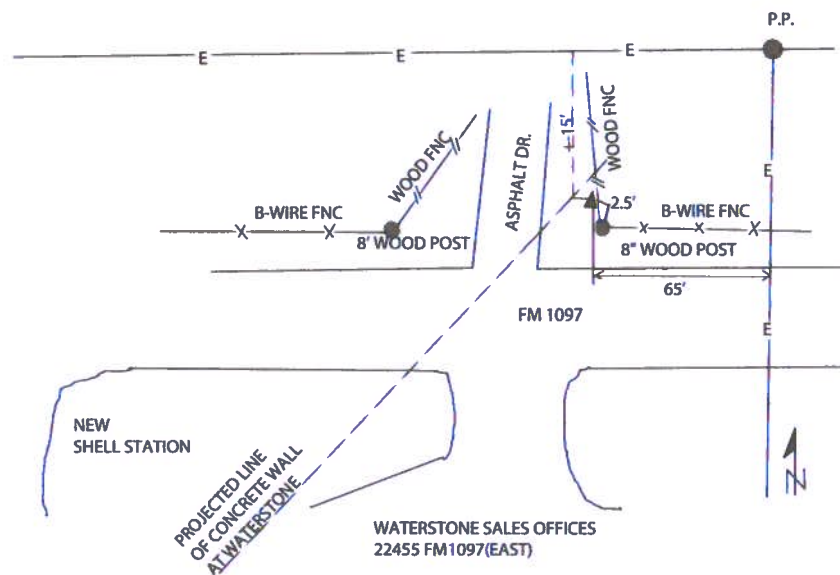 P.P.
E
E
E
WOOD FNC
ASPHALT DR.
15'
WOOD FNC
E
B-WIRE FNC
X
X
8' WOOD POST
2.5'
B-WIRE FNC
X
X
X
8" WOOD POST
65'
FM 1097
E
NEW
SHELL STATION
PROJECTED LINE
OF CONCRETE WALL
AT WATERSTONE
N
WATERSTONE SALES OFFICES
22455 FM1097(EAST)